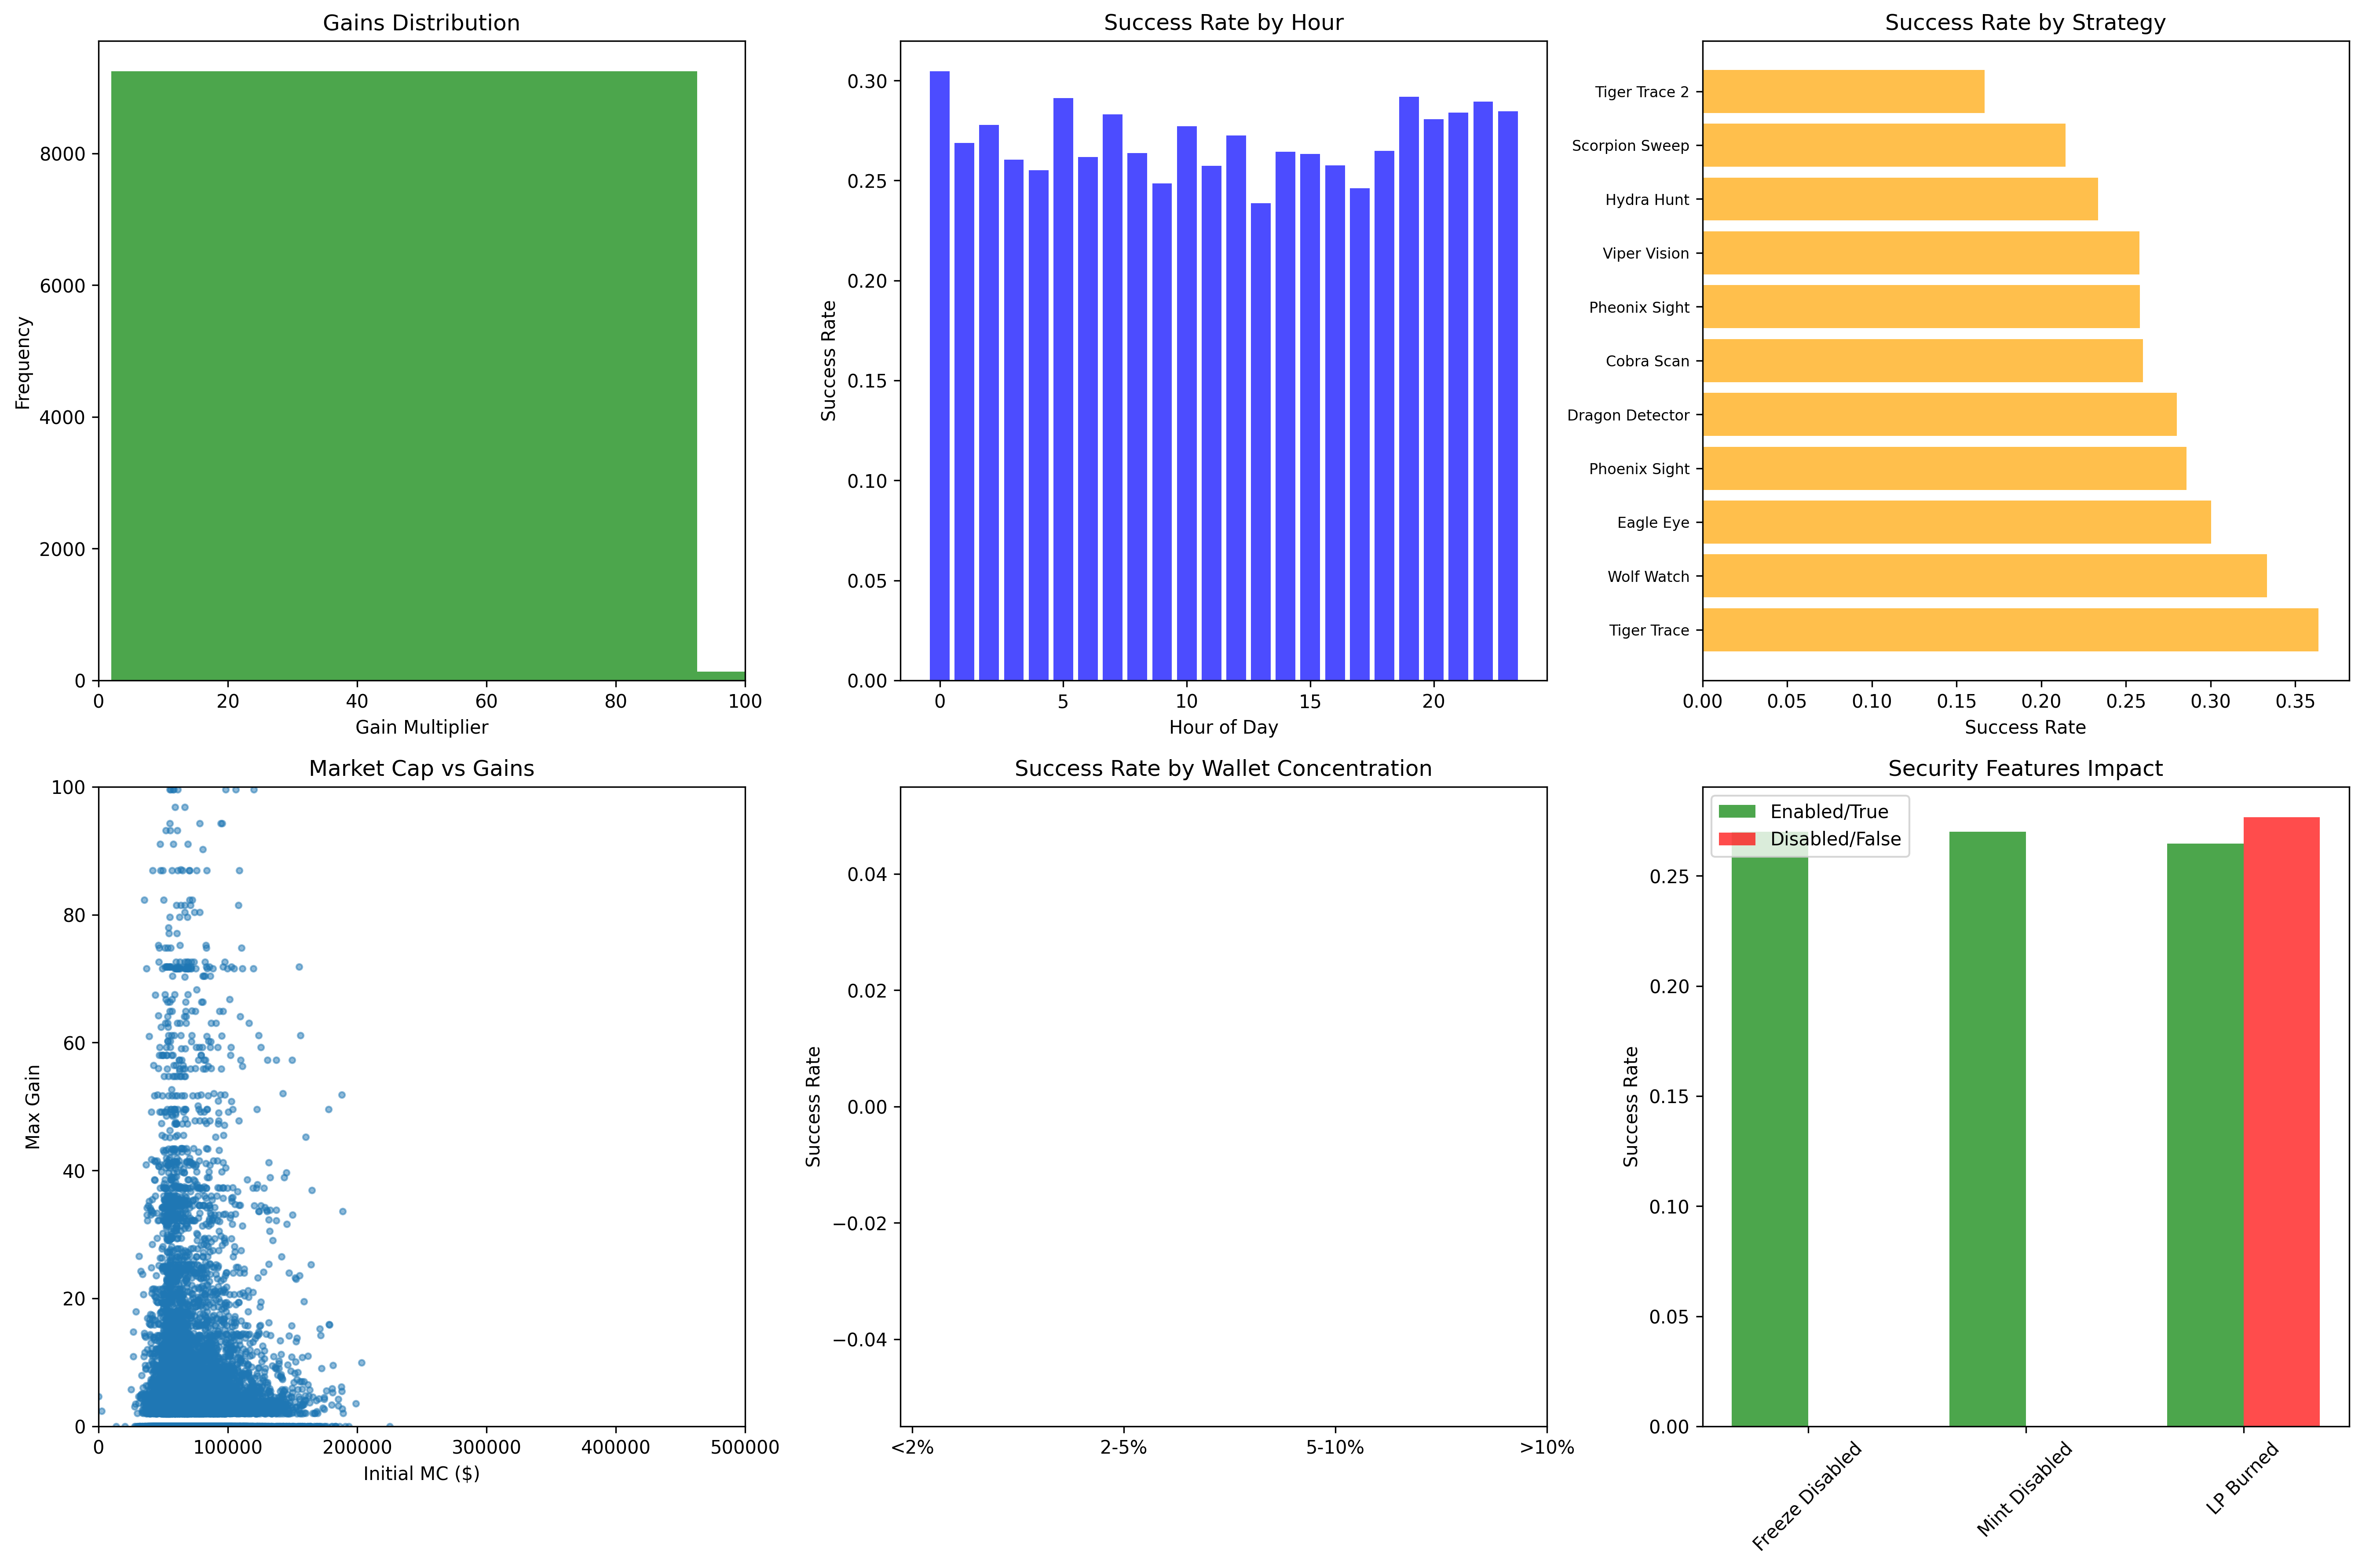 Gains Distribution
Frequency
8000
6000
4000
2000
0
0 20 40 60 80 100
Gain Multiplier
Success Rate by Hour
Success Rate
0.30
0.25
0.20
0.15
0.10
0.05
0.00
0 5 10 15 20
Hour of Day
Success Rate by Strategy
Tiger Trace 2
Scorpion Sweep
Hydra Hunt
Viper Vision
Pheonix Sight
Cobra Scan
Dragon Detector
Phoenix Sight
Eagle Eye
Wolf Watch
Tiger Trace
0.00 0.05 0.10 0.15 0.20 0.25 0.30 0.35
Success Rate
Market Cap vs Gains
Max Gain
100
80
60
40
20
0
0 100000 200000 300000 400000 500000
Initial MC ($)
Success Rate by Wallet Concentration
Success Rate
0.04
0.02
0.00
−0.02
−0.04
<2% 2-5% 5-10% >10%
Security Features Impact
Enabled/True
Disabled/False
Success Rate
0.25
0.20
0.15
0.10
0.05
0.00
Freeze Disabled
Mint Disabled
LP Burned